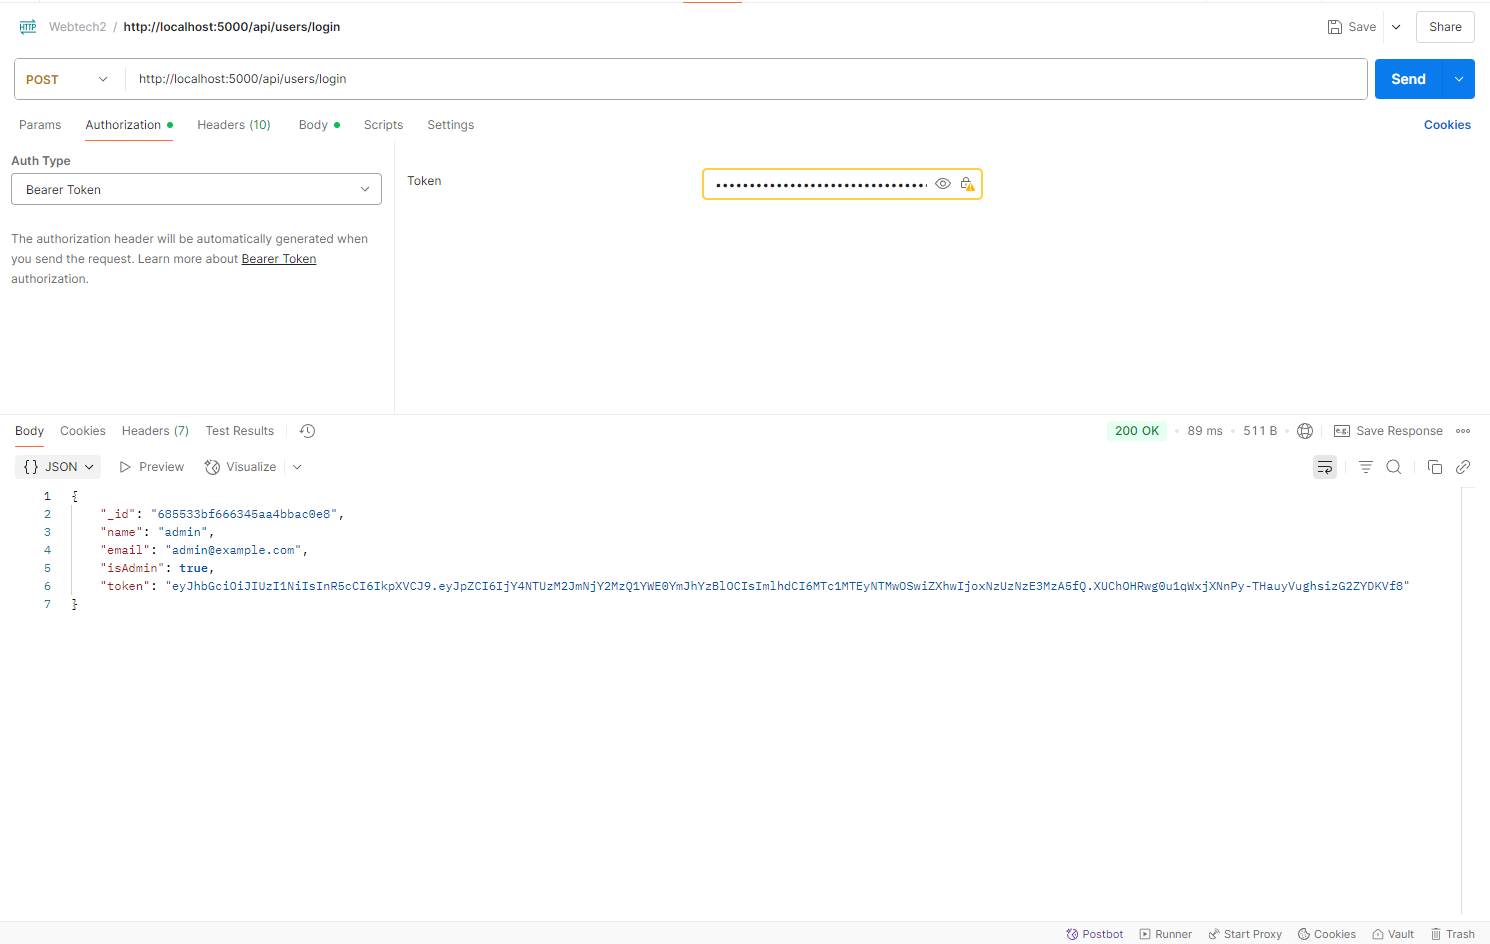 HTTP Webtech2 / http://localhost:5000/api/users/login Save Share
POST http://localhost:5000/api/users/login Send
Params Authorization Headers (10) Body Scripts Settings Cookies
Auth Type
Bearer Token
Token
The authorization header will be automatically generated when
you send the request. Learn more about Bearer Token
authorization.
Body Cookies Headers (7) Test Results 200 OK 89 ms 511 B e.g. Save Response
{} JSON Preview Visualize
1 {
2 "_id": "685533bf666345aa4bbac0e8",
3 "name": "admin",
4 "email": "admin@example.com",
5 "isAdmin": true,
6 "token": "eyJhbGciOiJIUzI1NiIsInR5cCI6IkpXVCJ9.eyJpZCI6IjY4NTUzM2JmNjY2MzQ1YWE0YmJhYzBlOCIsImlhdCI6MTc1MTEyNTMwOSwiZXhwIjoxNzUzNzE3MzA5fQ.XUChOHRwg0u1qWxjXNnPy-THauyVughsizG2ZYDKVf8"
7 }
Postbot Runner Start Proxy Cookies Vault Trash